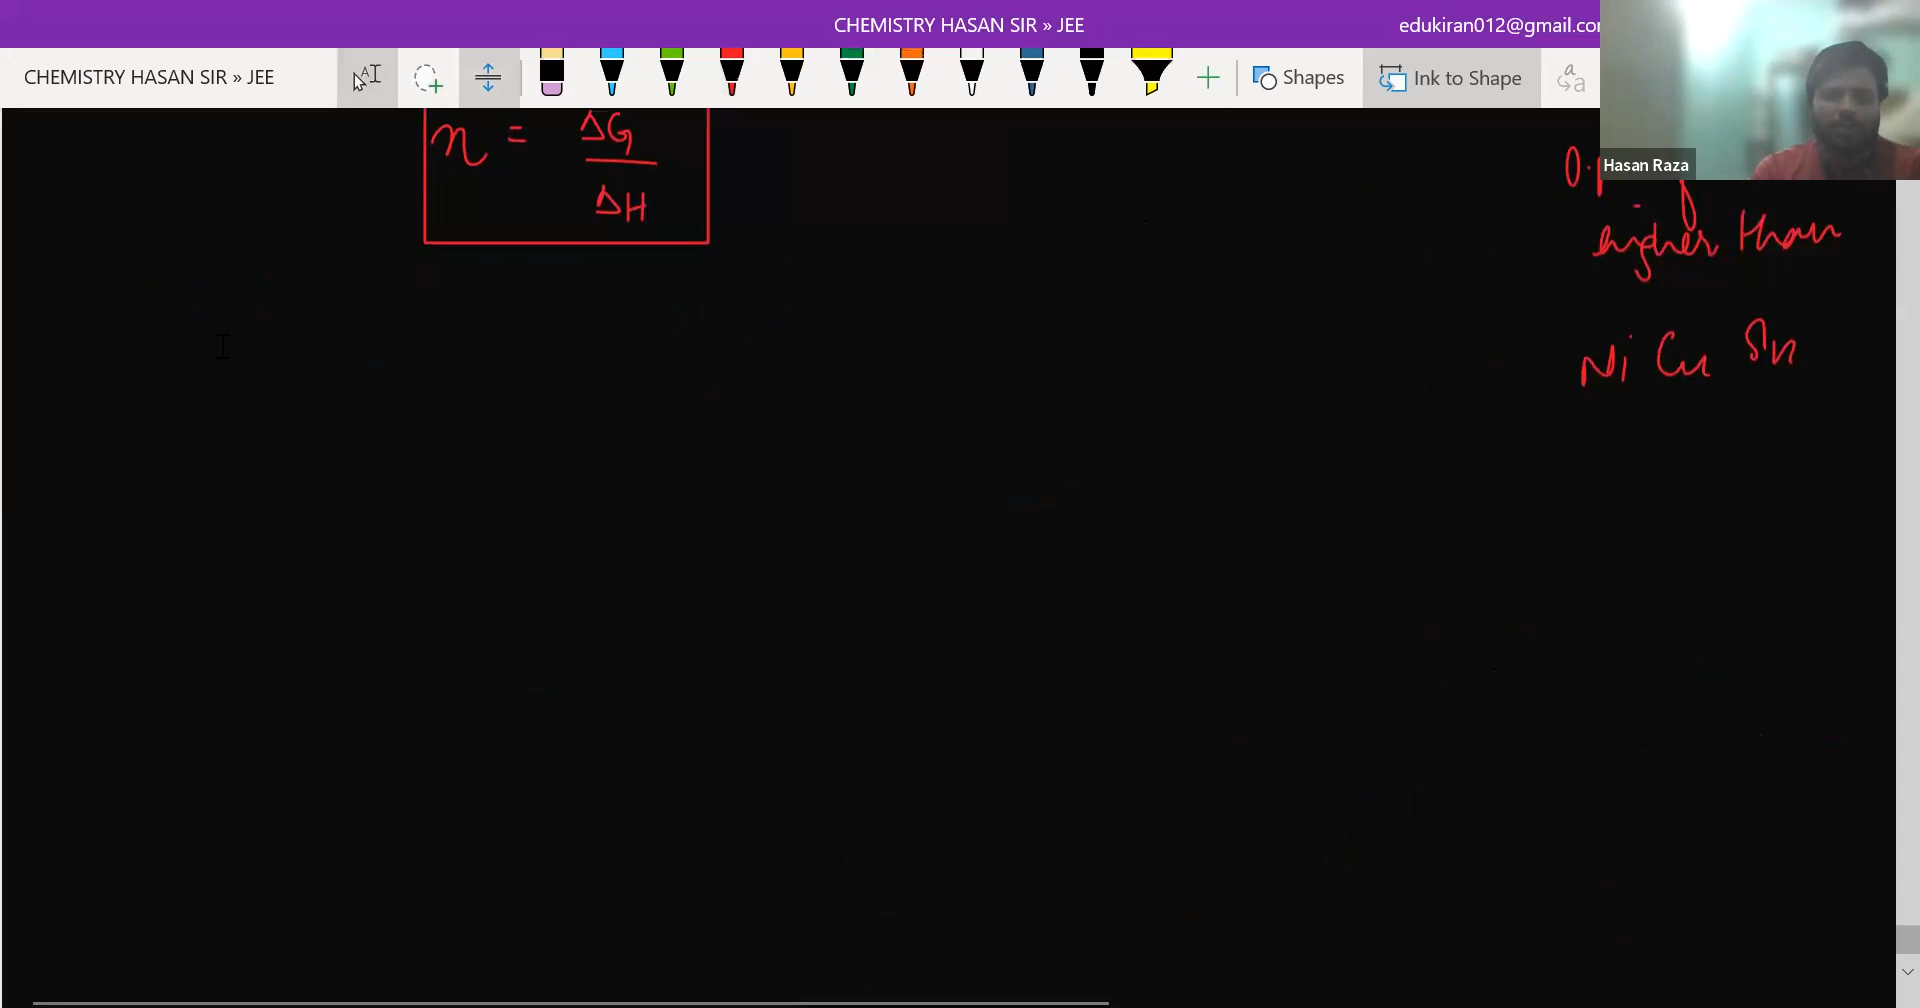 CHEMISTRY HASAN SIR » JEE
edukiran012@gmail.co
CHEMISTRY HASAN SIR » JEE
Shapes
Ink to Shape
Hasan Raza
η = ΔG
ΔH
higher than
Ni Cu Sn